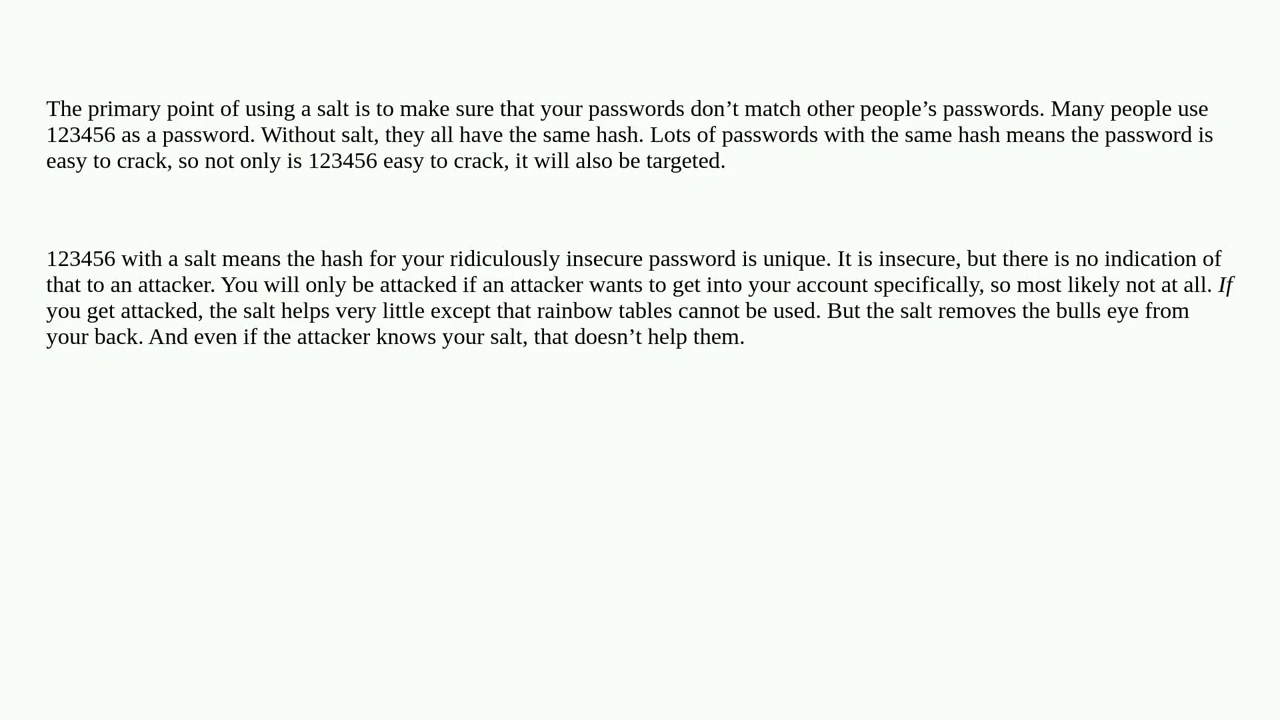 The primary point of using a salt is to make sure that your passwords don’t match other people’s passwords. Many people use
123456 as a password. Without salt, they all have the same hash. Lots of passwords with the same hash means the password is
easy to crack, so not only is 123456 easy to crack, it will also be targeted.
123456 with a salt means the hash for your ridiculously insecure password is unique. It is insecure, but there is no indication of
that to an attacker. You will only be attacked if an attacker wants to get into your account specifically, so most likely not at all. If
you get attacked, the salt helps very little except that rainbow tables cannot be used. But the salt removes the bulls eye from
your back. And even if the attacker knows your salt, that doesn’t help them.